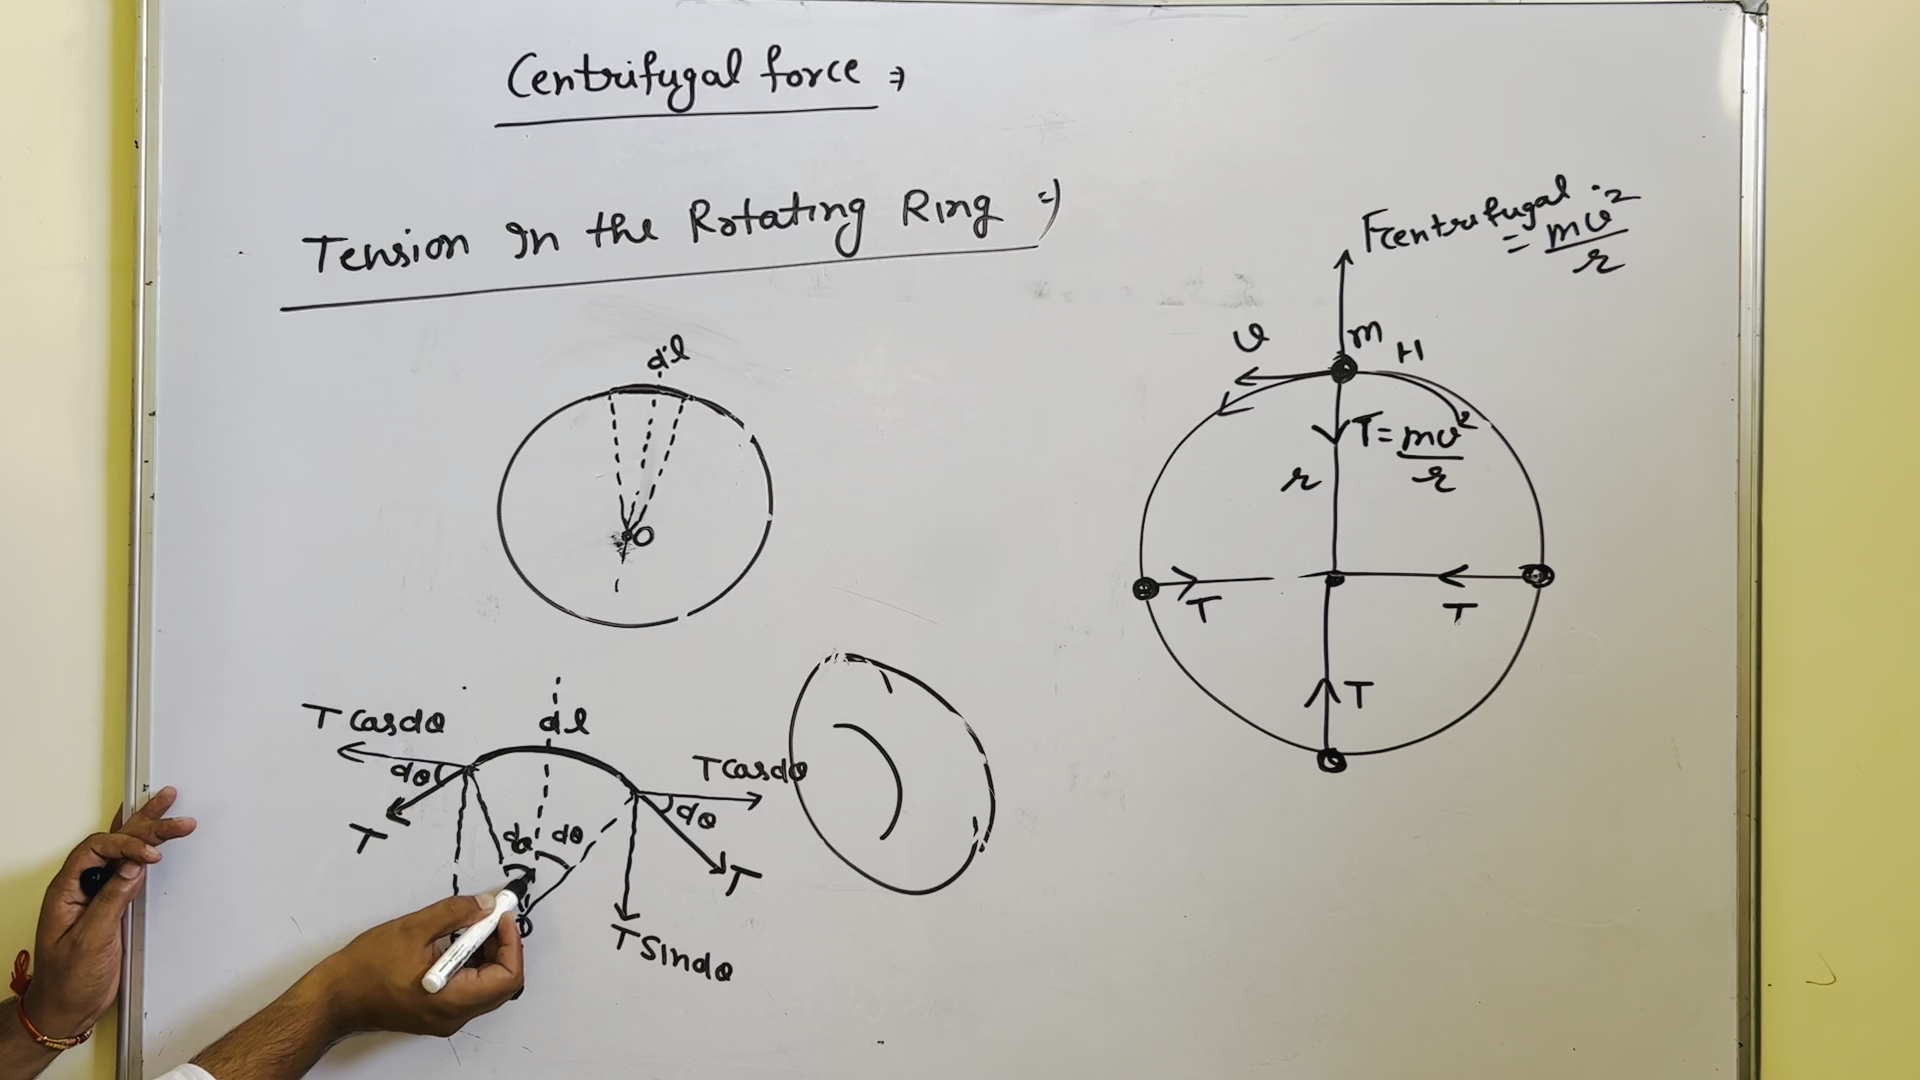 Centrifugal force ⇒
Tension In the Rotating Ring ⇒
Fcentrifugal
= mv²/r
dl
O
v
m
H
T = mv²/r
r
T
T
T
T cosdθ
dl
T cosdθ
dθ
dθ
T
dθ
dθ
T
T sindθ